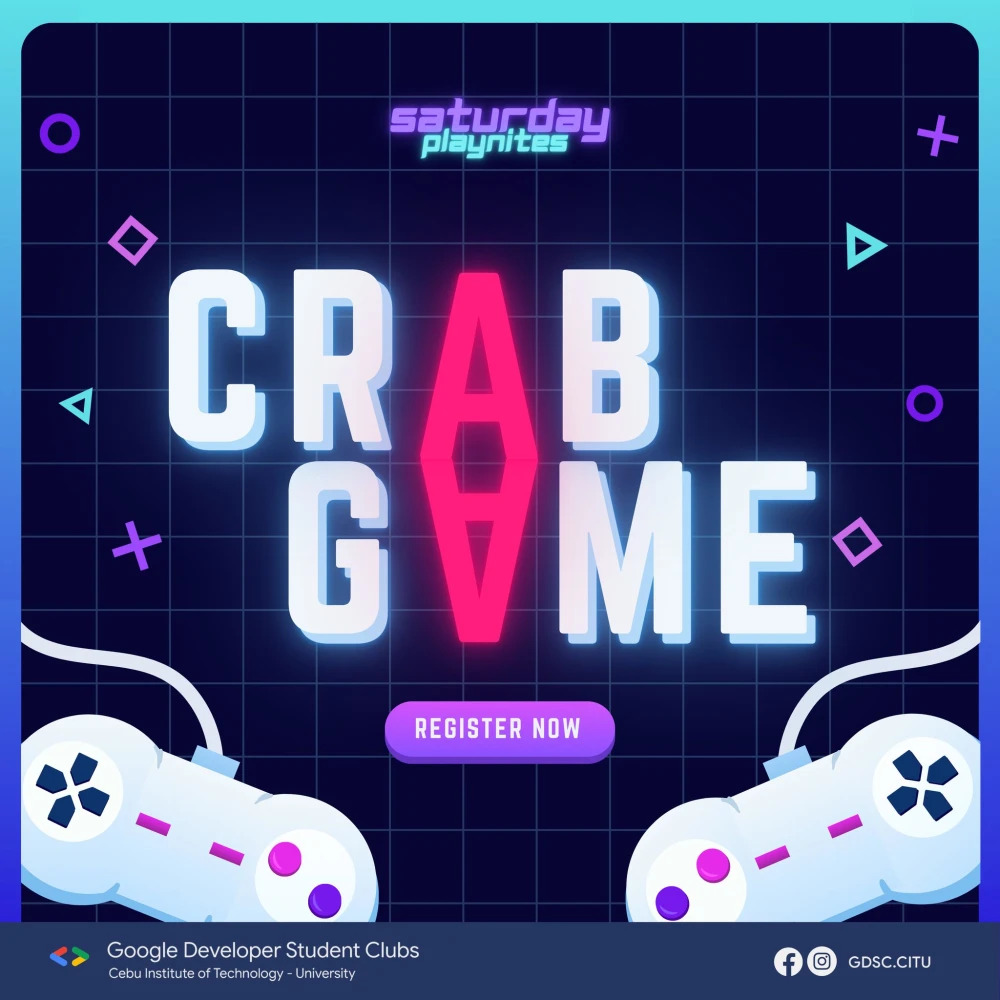 saturday
playnites
CRAB
GAME
REGISTER NOW
Google Developer Student Clubs
Cebu Institute of Technology - University
GDSC.CITU